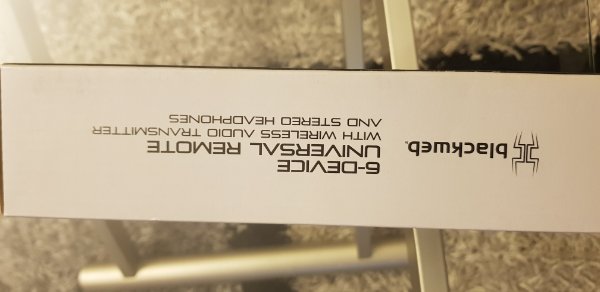 blackweb
6-DEVICE
UNIVERSAL REMOTE
WITH WIRELESS AUDIO TRANSMITTER
AND STEREO HEADPHONES